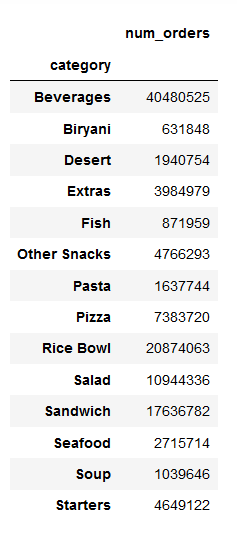 num_orders
category
Beverages 40480525
Biryani 631848
Desert 1940754
Extras 3984979
Fish 871959
Other Snacks 4766293
Pasta 1637744
Pizza 7383720
Rice Bowl 20874063
Salad 10944336
Sandwich 17636782
Seafood 2715714
Soup 1039646
Starters 4649122